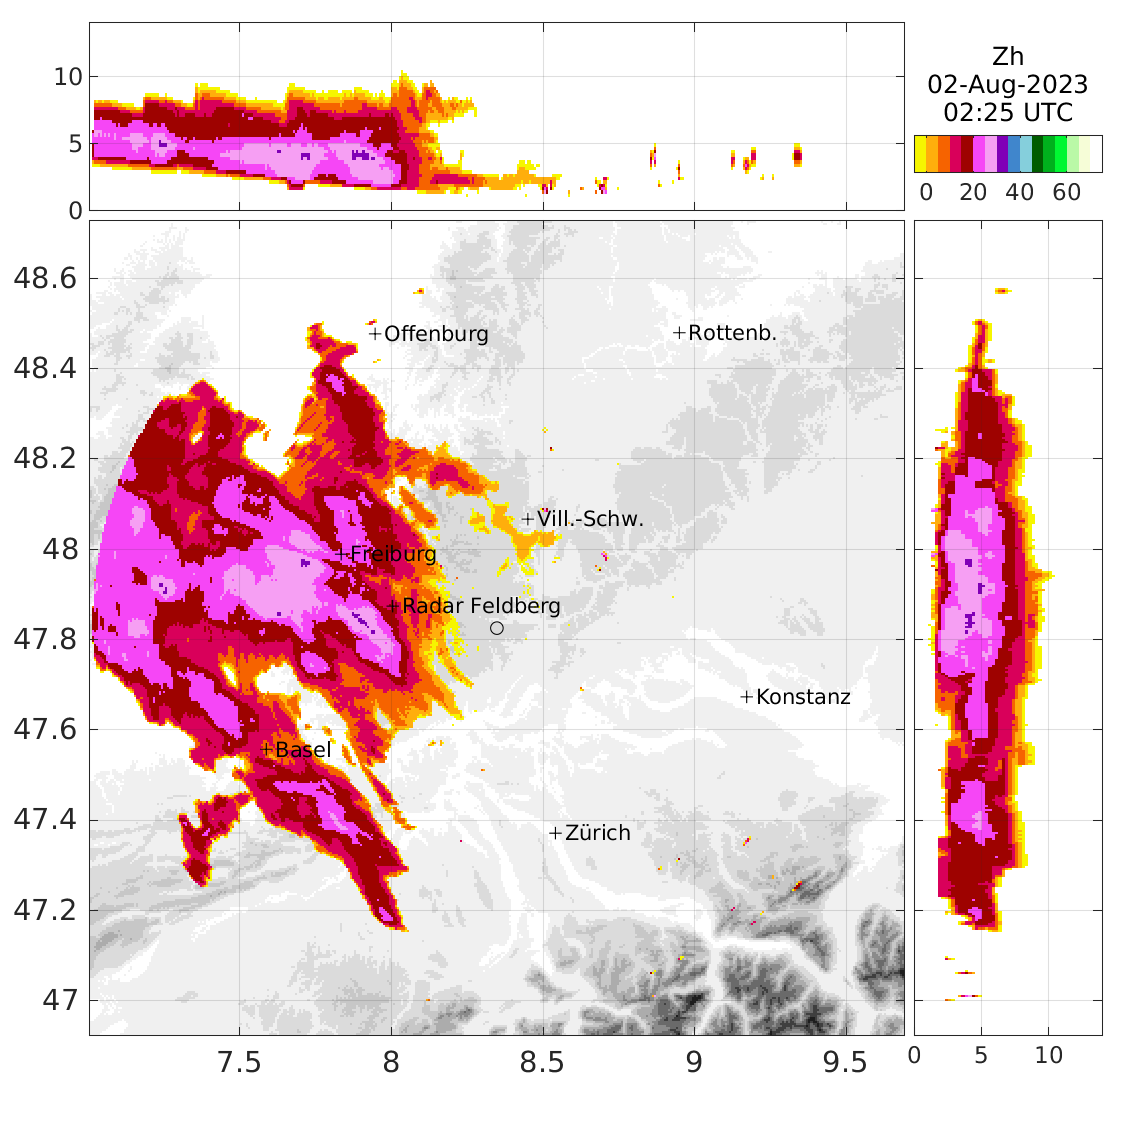 Zh
02-Aug-2023
02:25 UTC
0 20 40 60
10
5
0
48.6
48.4
48.2
48
47.8
47.6
47.4
47.2
47
+Offenburg
+Rottenb.
+Vill.-Schw.
+Freiburg
+Radar Feldberg
+Konstanz
+Basel
+Zürich
7.5 8 8.5 9 9.5
0 5 10